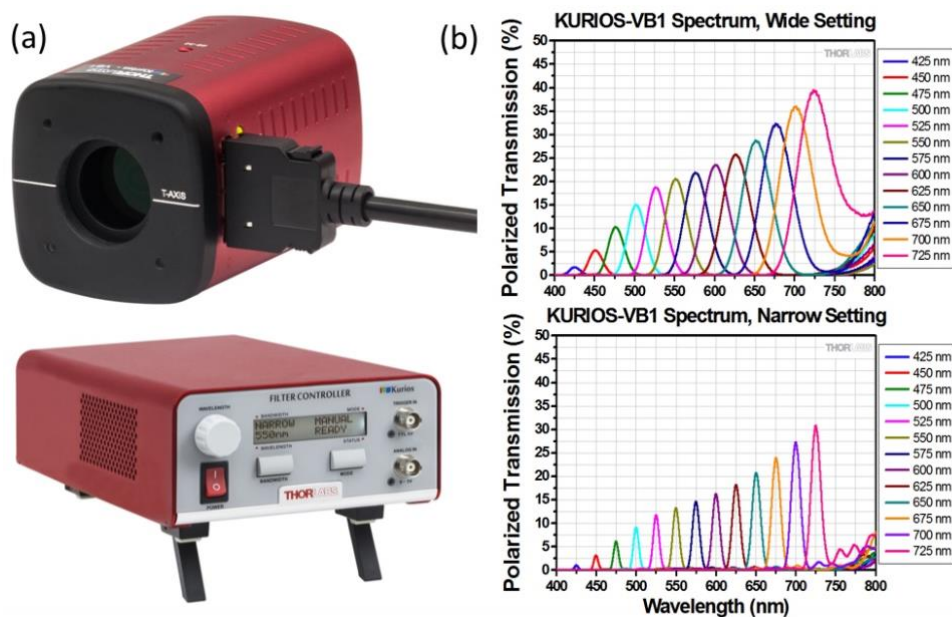 (a)
THORLABS
T-AXIS
FILTER CONTROLLER
Kurios
WAVELENGTH
BANDWIDTH
MODE
NARROW MANUAL
550nm READY
WAVELENGTH
STATUS
BANDWIDTH
MODE
TRIGGER IN
ANALOG IN
I
O
POWER
THORLABS
(b)
KURIOS-VB1 Spectrum, Wide Setting
Polarized Transmission (%)
50
45
40
35
30
25
20
15
10
5
0
400 450 500 550 600 650 700 750 800
THORLABS
425 nm
450 nm
475 nm
500 nm
525 nm
550 nm
575 nm
600 nm
625 nm
650 nm
675 nm
700 nm
725 nm
KURIOS-VB1 Spectrum, Narrow Setting
Polarized Transmission (%)
50
45
40
35
30
25
20
15
10
5
0
400 450 500 550 600 650 700 750 800
Wavelength (nm)
THORLABS
425 nm
450 nm
475 nm
500 nm
525 nm
550 nm
575 nm
600 nm
625 nm
650 nm
675 nm
700 nm
725 nm